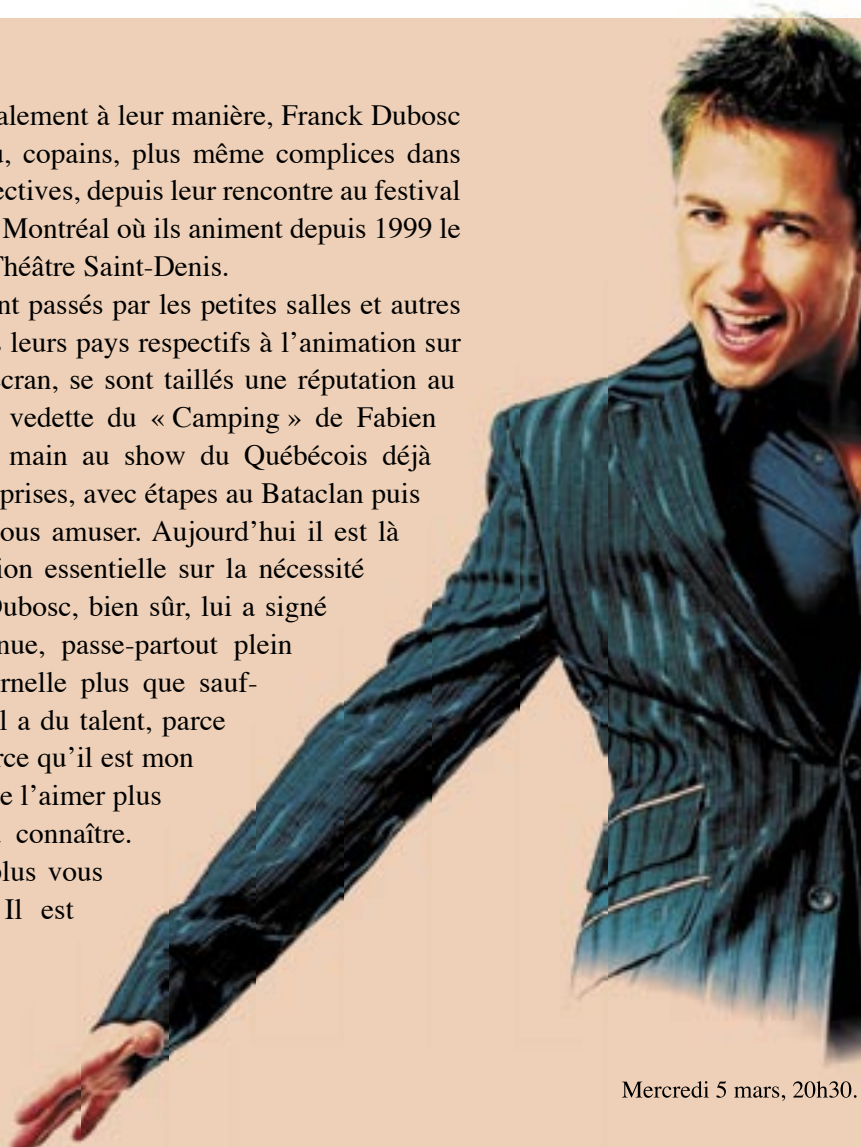 alement à leur manière, Franck Dubosc
, copains, plus même complices dans
ectives, depuis leur rencontre au festival
Montréal où ils animent depuis 1999 le
Théâtre Saint-Denis.
nt passés par les petites salles et autres
leurs pays respectifs à l’animation sur
écran, se sont taillés une réputation au
vedette du « Camping » de Fabien
main au show du Québécois déjà
prises, avec étapes au Bataclan puis
ous amuser. Aujourd’hui il est là
ion essentielle sur la nécessité
Dubosc, bien sûr, lui a signé
nue, passe-partout plein
rnelle plus que sauf-
l a du talent, parce
rce qu’il est mon
e l’aimer plus
connaître.
plus vous
Il est
Mercredi 5 mars, 20h30.